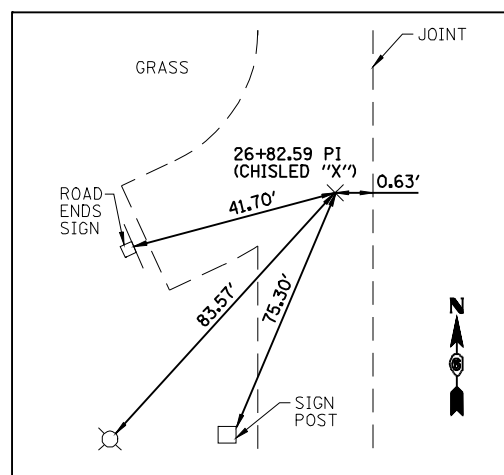 JOINT
GRASS
26+82.59 PI
(CHISLED "X")
0.63'
ROAD
ENDS
SIGN
41.70'
83.57'
75.30'
N
SIGN
POST